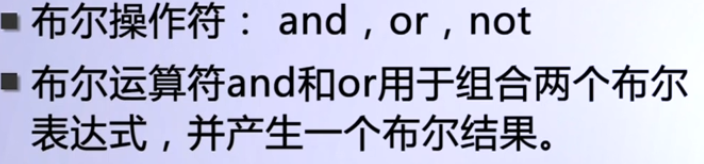 ■ 布尔操作符： and，or，not
■ 布尔运算符and和or用于组合两个布尔
表达式，并产生一个布尔结果。